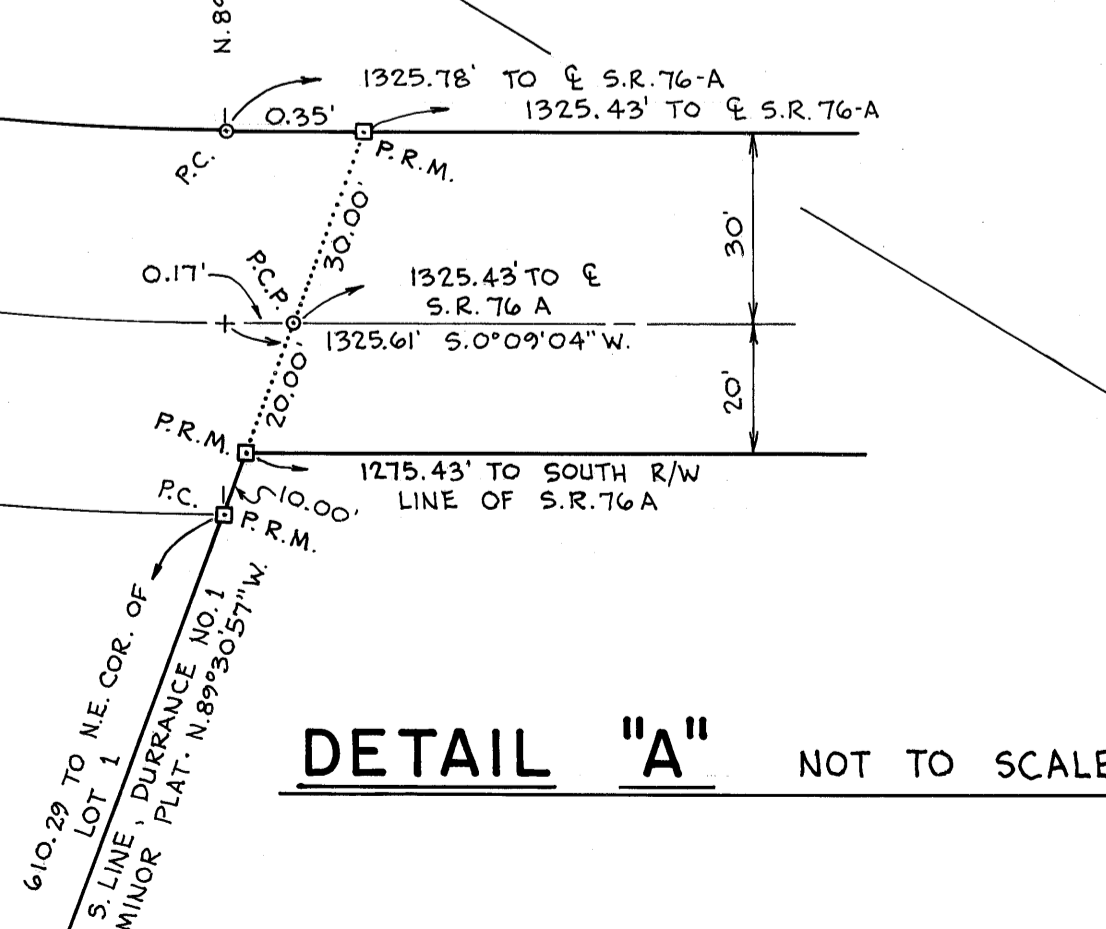 N.89
1325.78' TO ℄ S.R.76-A
0.35'
1325.43' TO ℄ S.R.76-A
P.C.
P.R.M.
30.00'
30'
P.C.P.
0.17'
1325.43' TO ℄
S.R. 76 A
1325.61' S.0°09'04"W.
20.00'
20'
P.R.M.
1275.43' TO SOUTH R/W
LINE OF S.R.76A
P.C.
10.00'
P.R.M.
610.29 TO N.E. COR. OF
LOT 1
S. LINE, DURRANCE NO.1
MINOR PLAT. N.89°30'57"W.
DETAIL "A" NOT TO SCALE